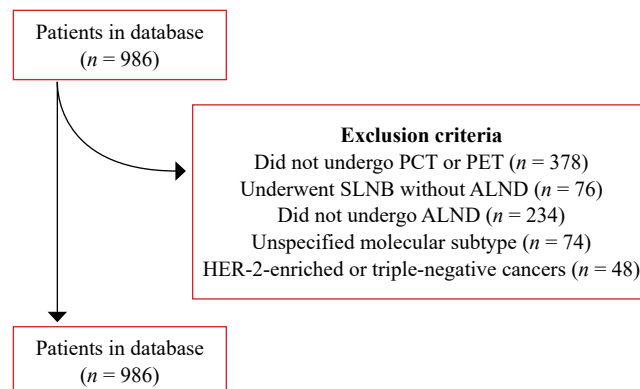 Patients in database
(n = 986)
Exclusion criteria
Did not undergo PCT or PET (n = 378)
Underwent SLNB without ALND (n = 76)
Did not undergo ALND (n = 234)
Unspecified molecular subtype (n = 74)
HER-2-enriched or triple-negative cancers (n = 48)
Patients in database
(n = 986)